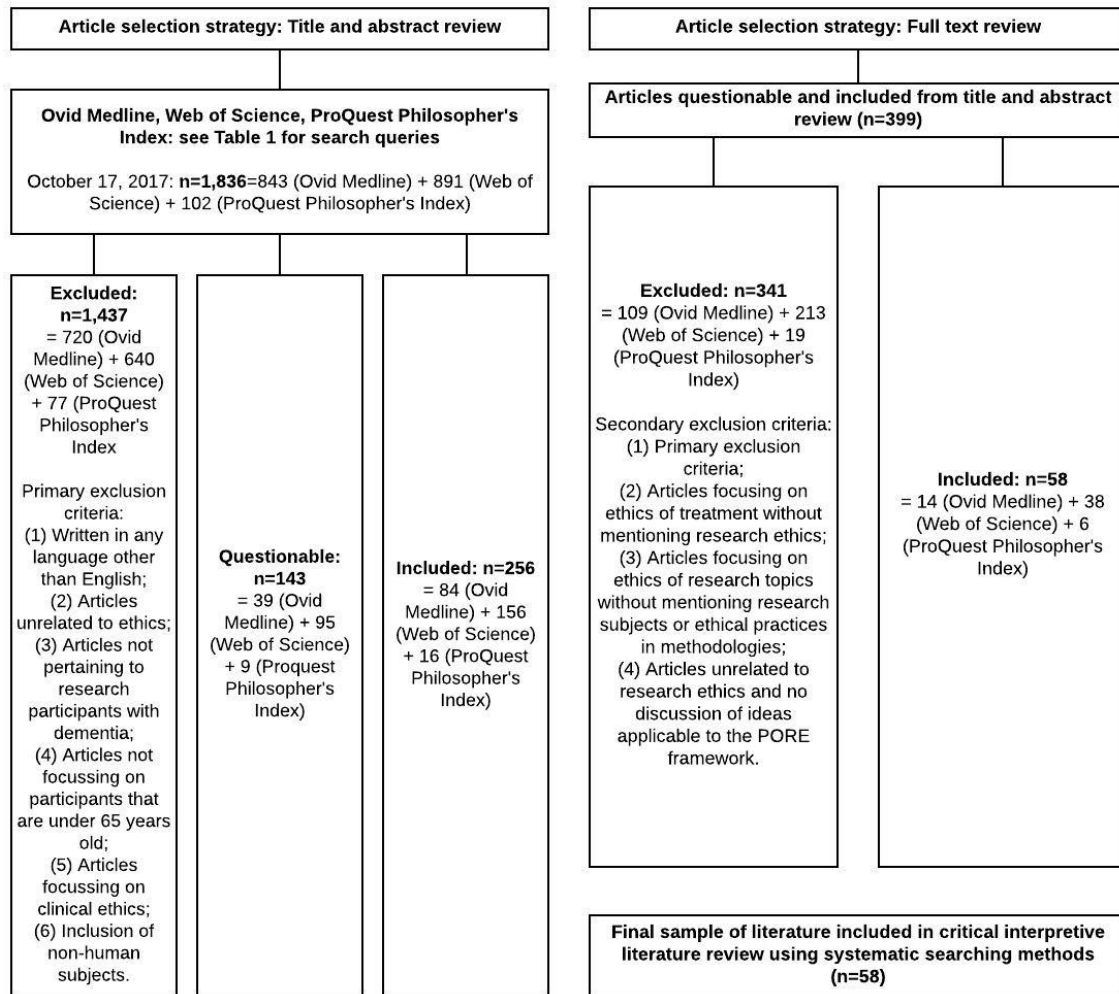 Article selection strategy: Title and abstract review
Ovid Medline, Web of Science, ProQuest Philosopher's
Index: see Table 1 for search queries
October 17, 2017: n=1,836=843 (Ovid Medline) + 891 (Web of
Science) + 102 (ProQuest Philosopher's Index)
Excluded:
n=1,437
= 720 (Ovid
Medline) + 640
(Web of Science)
+ 77 (ProQuest
Philosopher's
Index
Primary exclusion
criteria:
(1) Written in any
language other
than English;
(2) Articles
unrelated to ethics;
(3) Articles not
pertaining to
research
participants with
dementia;
(4) Articles not
focussing on
participants that
are under 65 years
old;
(5) Articles
focussing on
clinical ethics;
(6) Inclusion of
non-human
subjects.
Questionable:
n=143
= 39 (Ovid
Medline) + 95
(Web of Science)
+ 9 (Proquest
Philosopher's
Index)
Included: n=256
= 84 (Ovid
Medline) + 156
(Web of Science)
+ 16 (ProQuest
Philosopher's
Index)
Article selection strategy: Full text review
Articles questionable and included from title and abstract
review (n=399)
Excluded: n=341
= 109 (Ovid Medline) + 213
(Web of Science) + 19
(ProQuest Philosopher's
Index)
Secondary exclusion criteria:
(1) Primary exclusion
criteria;
(2) Articles focusing on
ethics of treatment without
mentioning research ethics;
(3) Articles focusing on
ethics of research topics
without mentioning research
subjects or ethical practices
in methodologies;
(4) Articles unrelated to
research ethics and no
discussion of ideas
applicable to the PORE
framework.
Included: n=58
= 14 (Ovid Medline) + 38
(Web of Science) + 6
(ProQuest Philosopher's
Index)
Final sample of literature included in critical interpretive
literature review using systematic searching methods
(n=58)